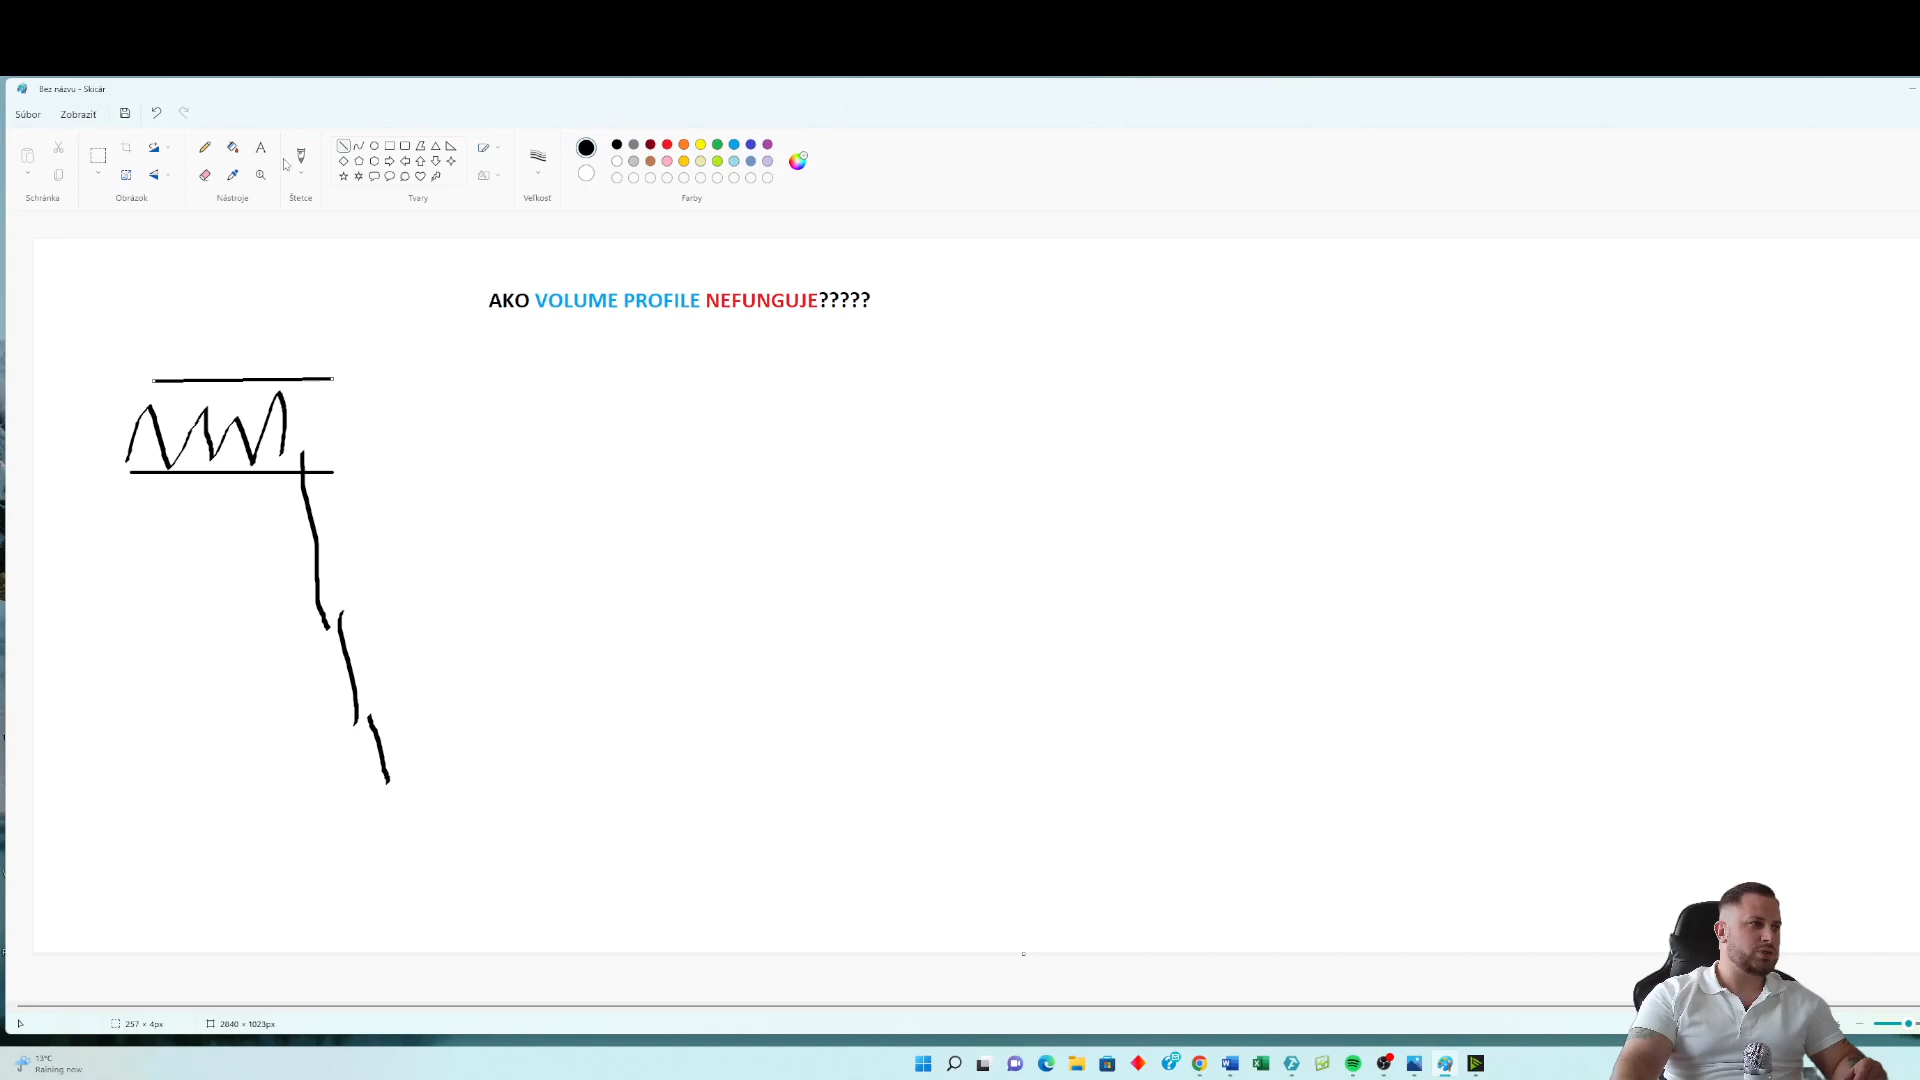 Bez názvu - Skicár
Súbor
Zobraziť
Schránka
Obrázok
Nástroje
Štetce
Tvary
Veľkosť
Farby
AKO VOLUME PROFILE NEFUNGUJE?????
257 × 4px
2840 × 1023px
13°C
Raining now